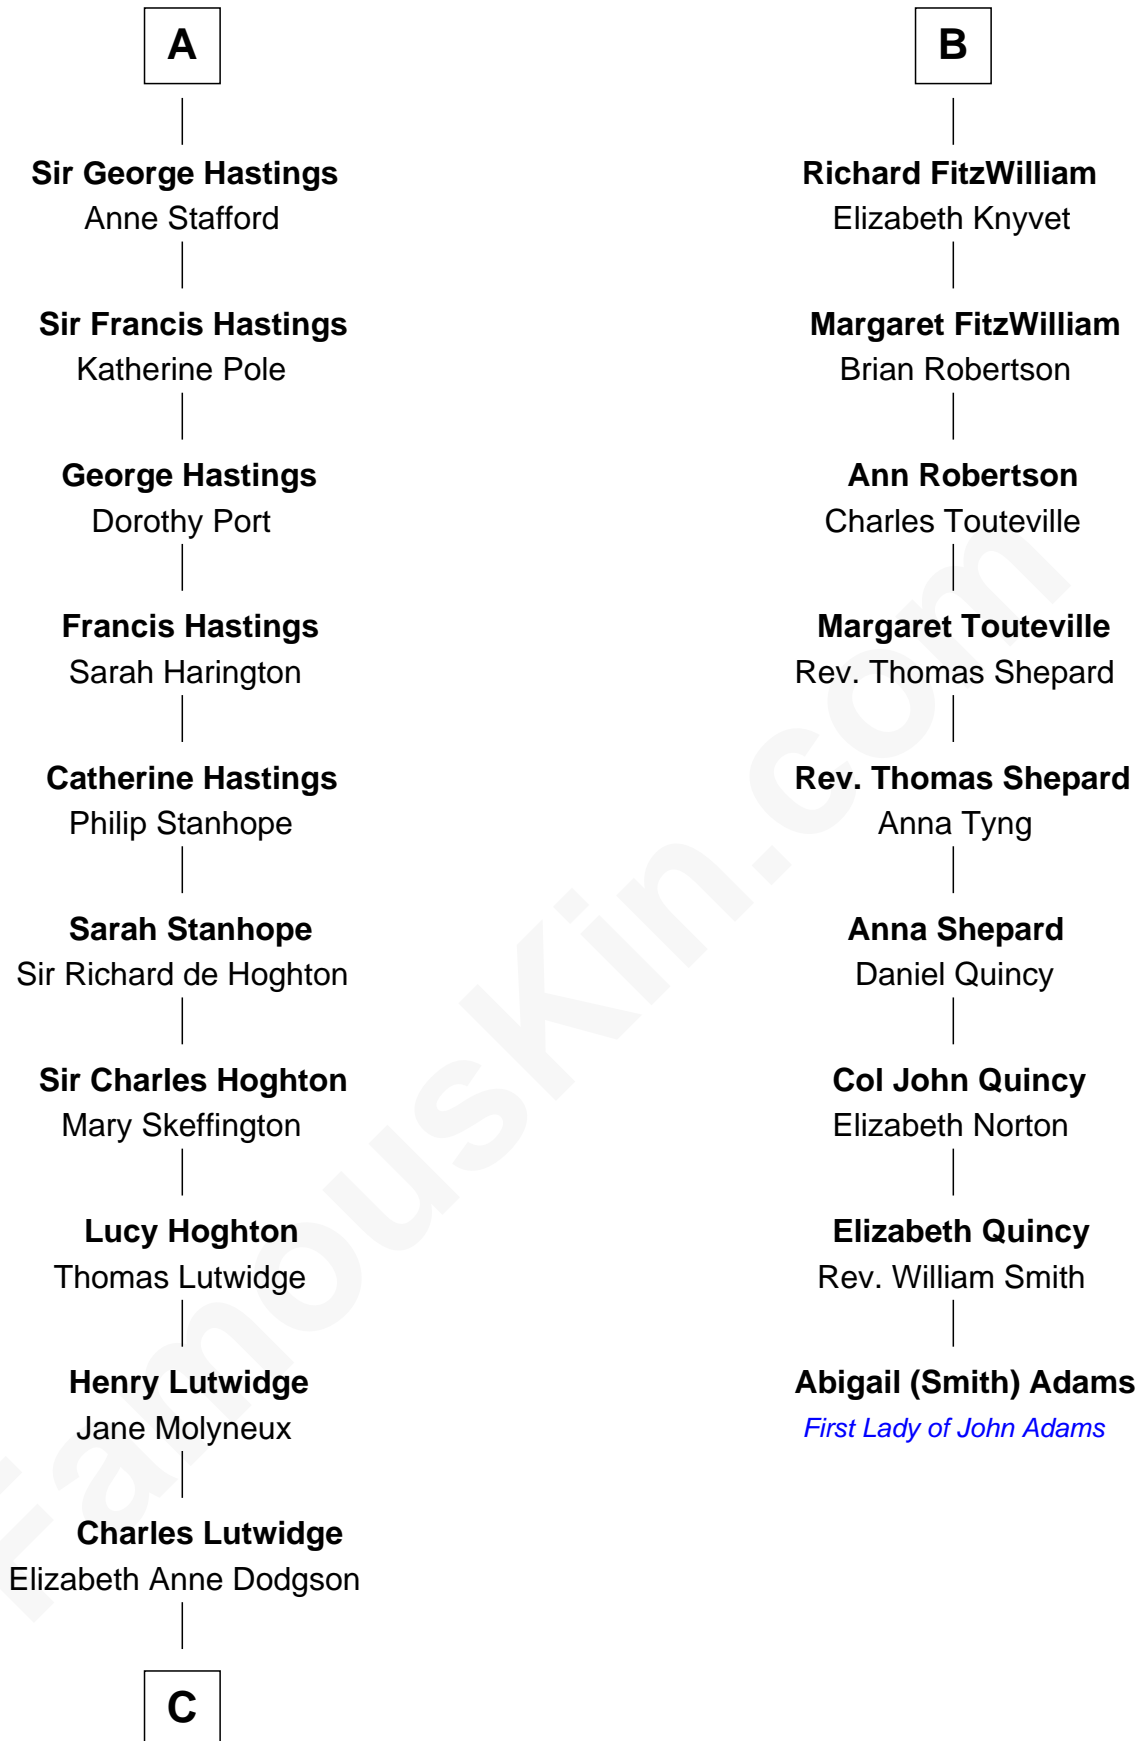 A
Sir George Hastings
Anne Stafford
Sir Francis Hastings
Katherine Pole
George Hastings
Dorothy Port
Francis Hastings
Sarah Harington
Catherine Hastings
Philip Stanhope
Sarah Stanhope
Sir Richard de Hoghton
Sir Charles Hoghton
Mary Skeffington
Lucy Hoghton
Thomas Lutwidge
Henry Lutwidge
Jane Molyneux
Charles Lutwidge
Elizabeth Anne Dodgson
C
B
Richard FitzWilliam
Elizabeth Knyvet
Margaret FitzWilliam
Brian Robertson
Ann Robertson
Charles Touteville
Margaret Touteville
Rev. Thomas Shepard
Rev. Thomas Shepard
Anna Tyng
Anna Shepard
Daniel Quincy
Col John Quincy
Elizabeth Norton
Elizabeth Quincy
Rev. William Smith
Abigail (Smith) Adams
First Lady of John Adams
FamousKin.com